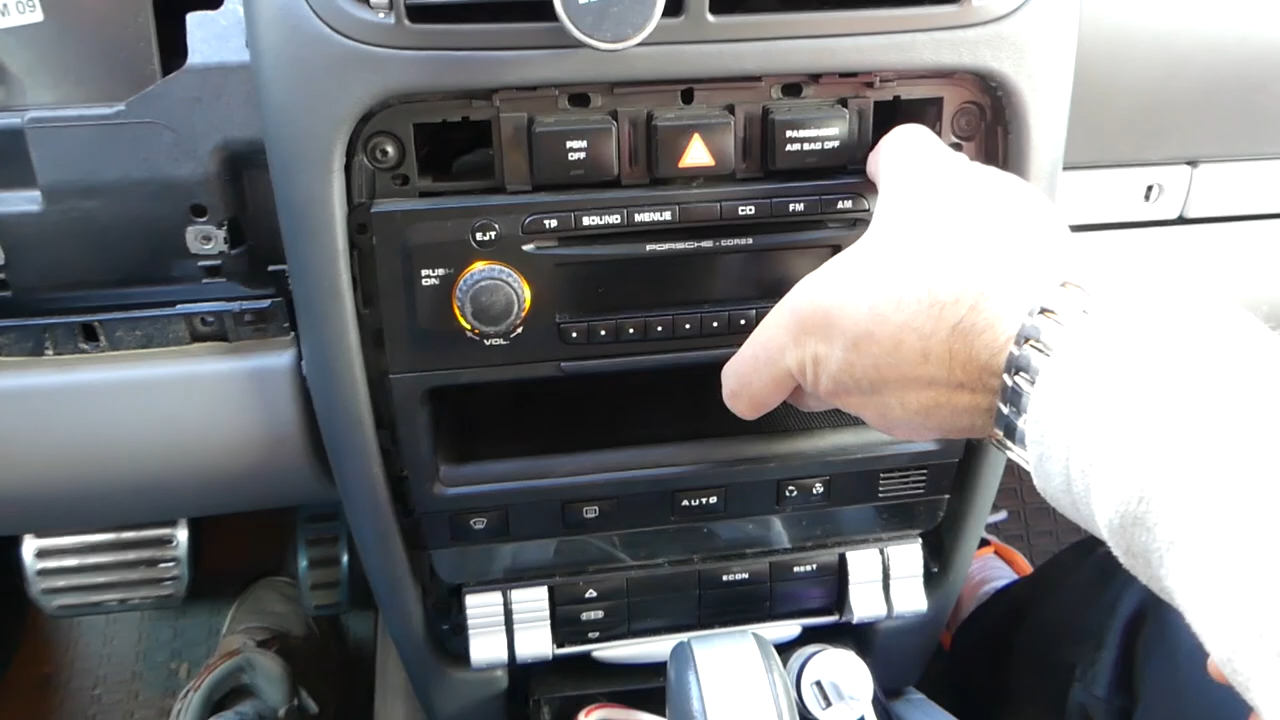 M 09
PSM
OFF
PASSENGER
AIR BAG OFF
TP SOUND MENUE CD FM AM
EJT
PORSCHE - CDR23
PUSH
ON
VOL.
AUTO
ECON
REST